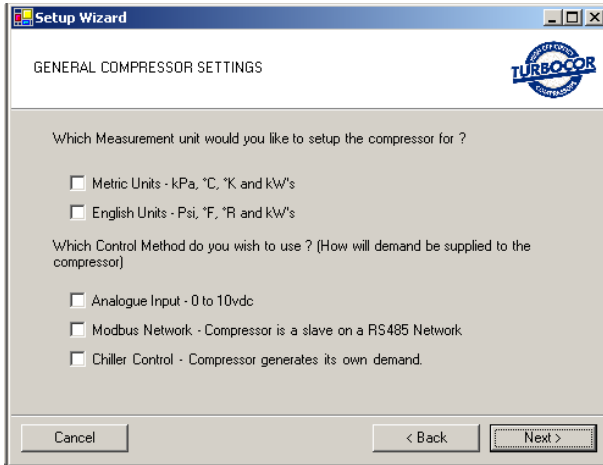 Setup Wizard
GENERAL COMPRESSOR SETTINGS
TURBOCOR
COMPRESSORS
Which Measurement unit would you like to setup the compressor for ?
Metric Units - kPa, °C, °K and kW's
English Units - Psi, °F, °R and kW's
Which Control Method do you wish to use ? (How will demand be supplied to the
compressor)
Analogue Input - 0 to 10vdc
Modbus Network - Compressor is a slave on a RS485 Network
Chiller Control - Compressor generates its own demand.
Cancel
< Back
Next >